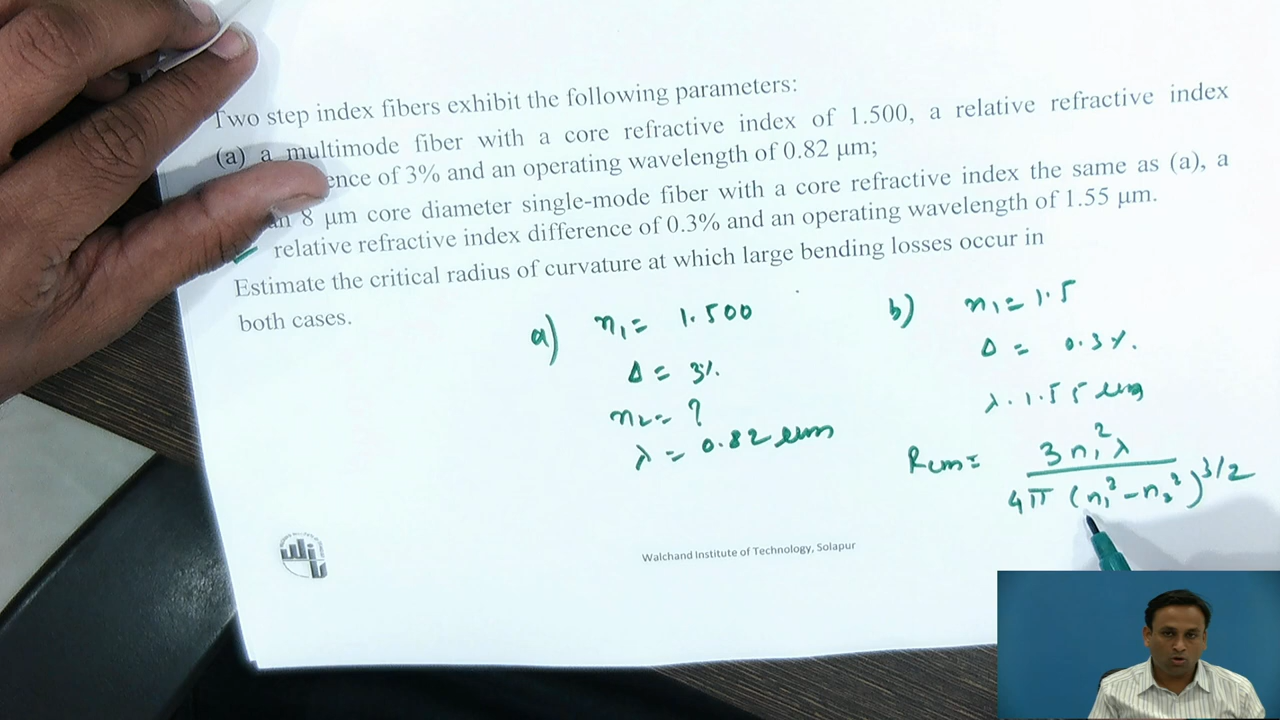 Two step index fibers exhibit the following parameters:
(a) a multimode fiber with a core refractive index of 1.500, a relative refractive index
ence of 3% and an operating wavelength of 0.82 μm;
8 μm core diameter single-mode fiber with a core refractive index the same as (a), a
relative refractive index difference of 0.3% and an operating wavelength of 1.55 μm.
Estimate the critical radius of curvature at which large bending losses occur in
both cases.
a) n₁ = 1.500
Δ = 3%.
n₂ = ?
λ = 0.82 um
b) n₁ = 1.5
Δ = 0.3%.
λ. 1.55 um
Rcm = 3n₁²λ / 4π (n₁² - n₂²)^3/2
Walchand Institute of Technology, Solapur